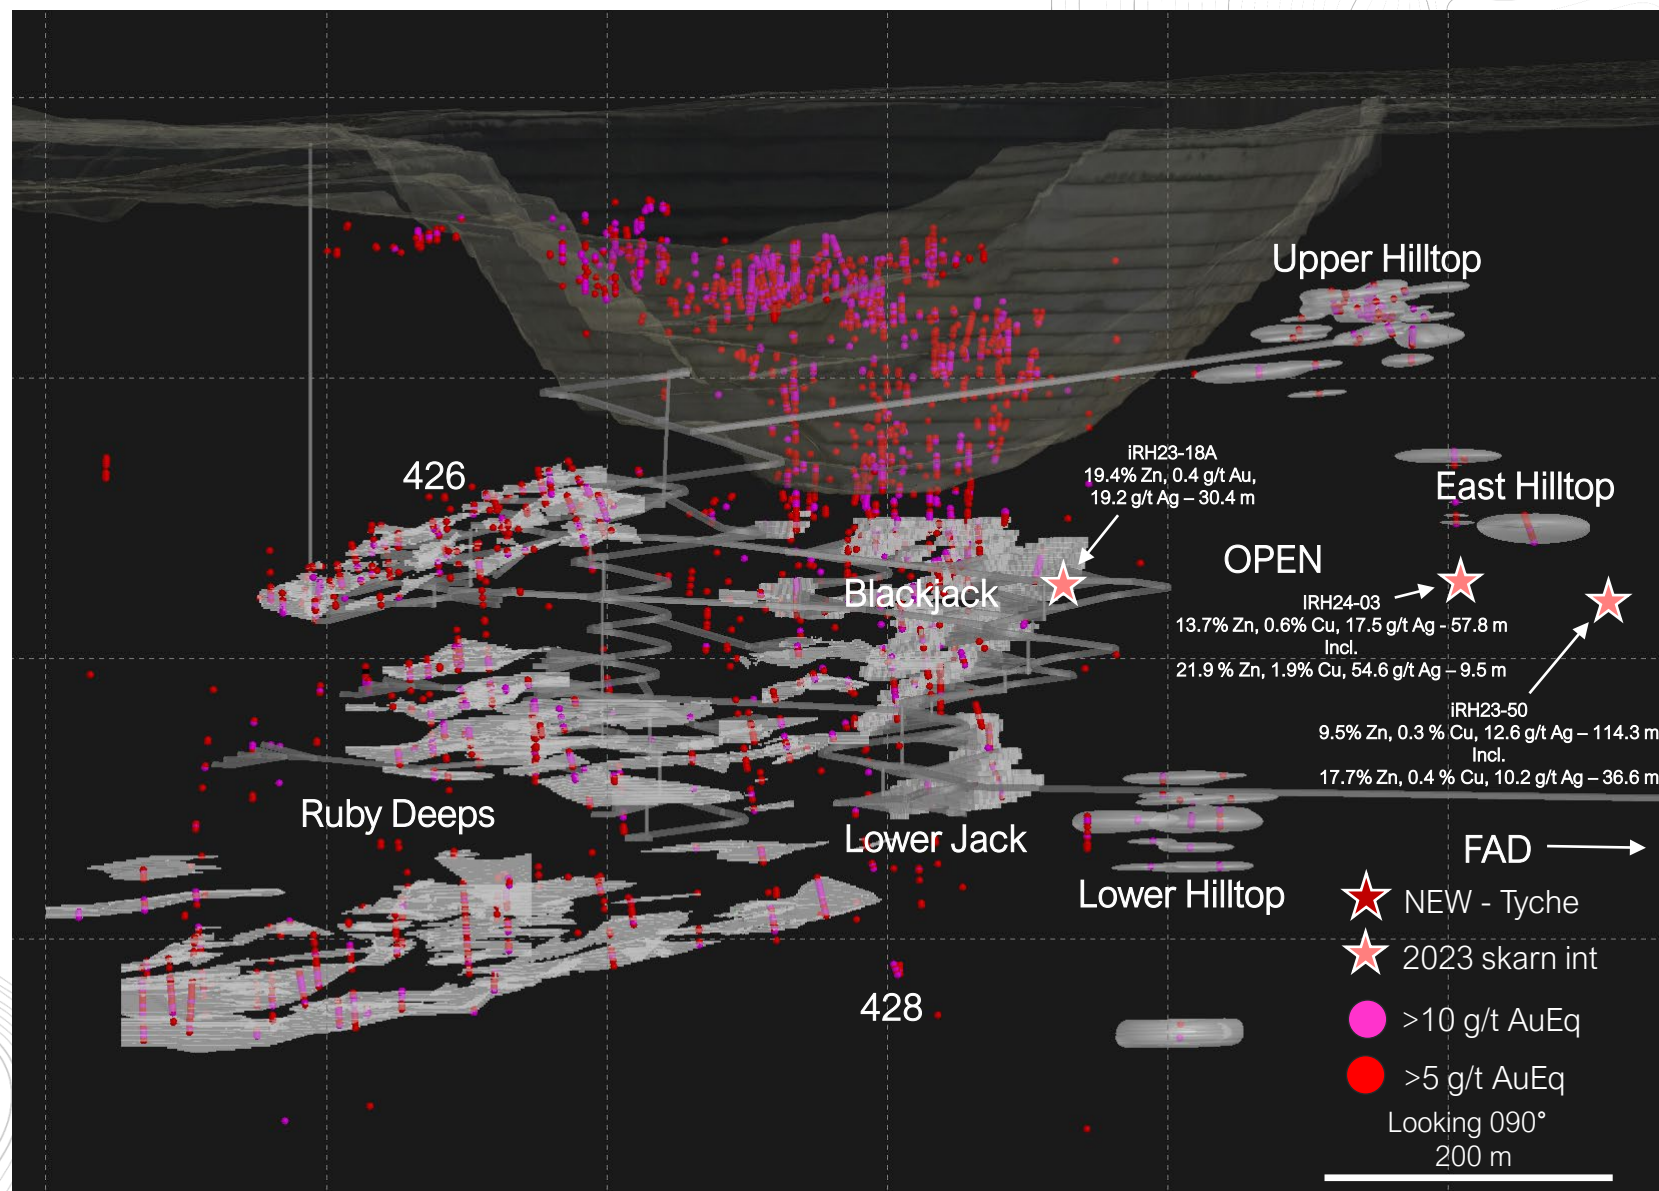 Upper Hilltop
iRH23-18A
19.4% Zn, 0.4 g/t Au,
19.2 g/t Ag – 30.4 m
426
East Hilltop
OPEN
Blackjack
IRH24-03
13.7% Zn, 0.6% Cu, 17.5 g/t Ag - 57.8 m
Incl.
21.9 % Zn, 1.9% Cu, 54.6 g/t Ag – 9.5 m
iRH23-50
9.5% Zn, 0.3 % Cu, 12.6 g/t Ag – 114.3 m
Incl.
17.7% Zn, 0.4 % Cu, 10.2 g/t Ag – 36.6 m
Ruby Deeps
Lower Jack
FAD
Lower Hilltop
NEW - Tyche
2023 skarn int
428
>10 g/t AuEq
>5 g/t AuEq
Looking 090°
200 m